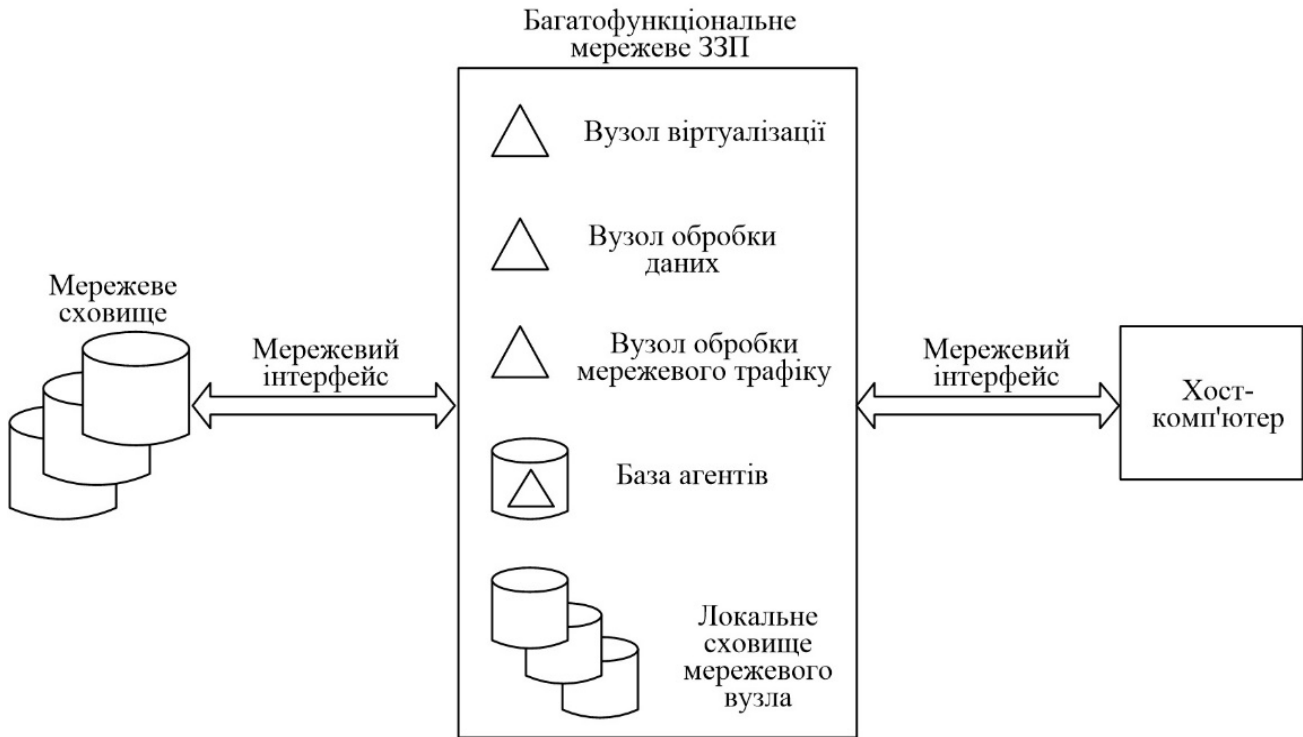 Багатофункціональне
мережеве ЗЗП
Вузол віртуалізації
Вузол обробки
даних
Мережеве
сховище
Мережевий
інтерфейс
Вузол обробки
мережевого трафіку
Мережевий
інтерфейс
Хост-
комп'ютер
База агентів
Локальне
сховище
мережевого
вузла